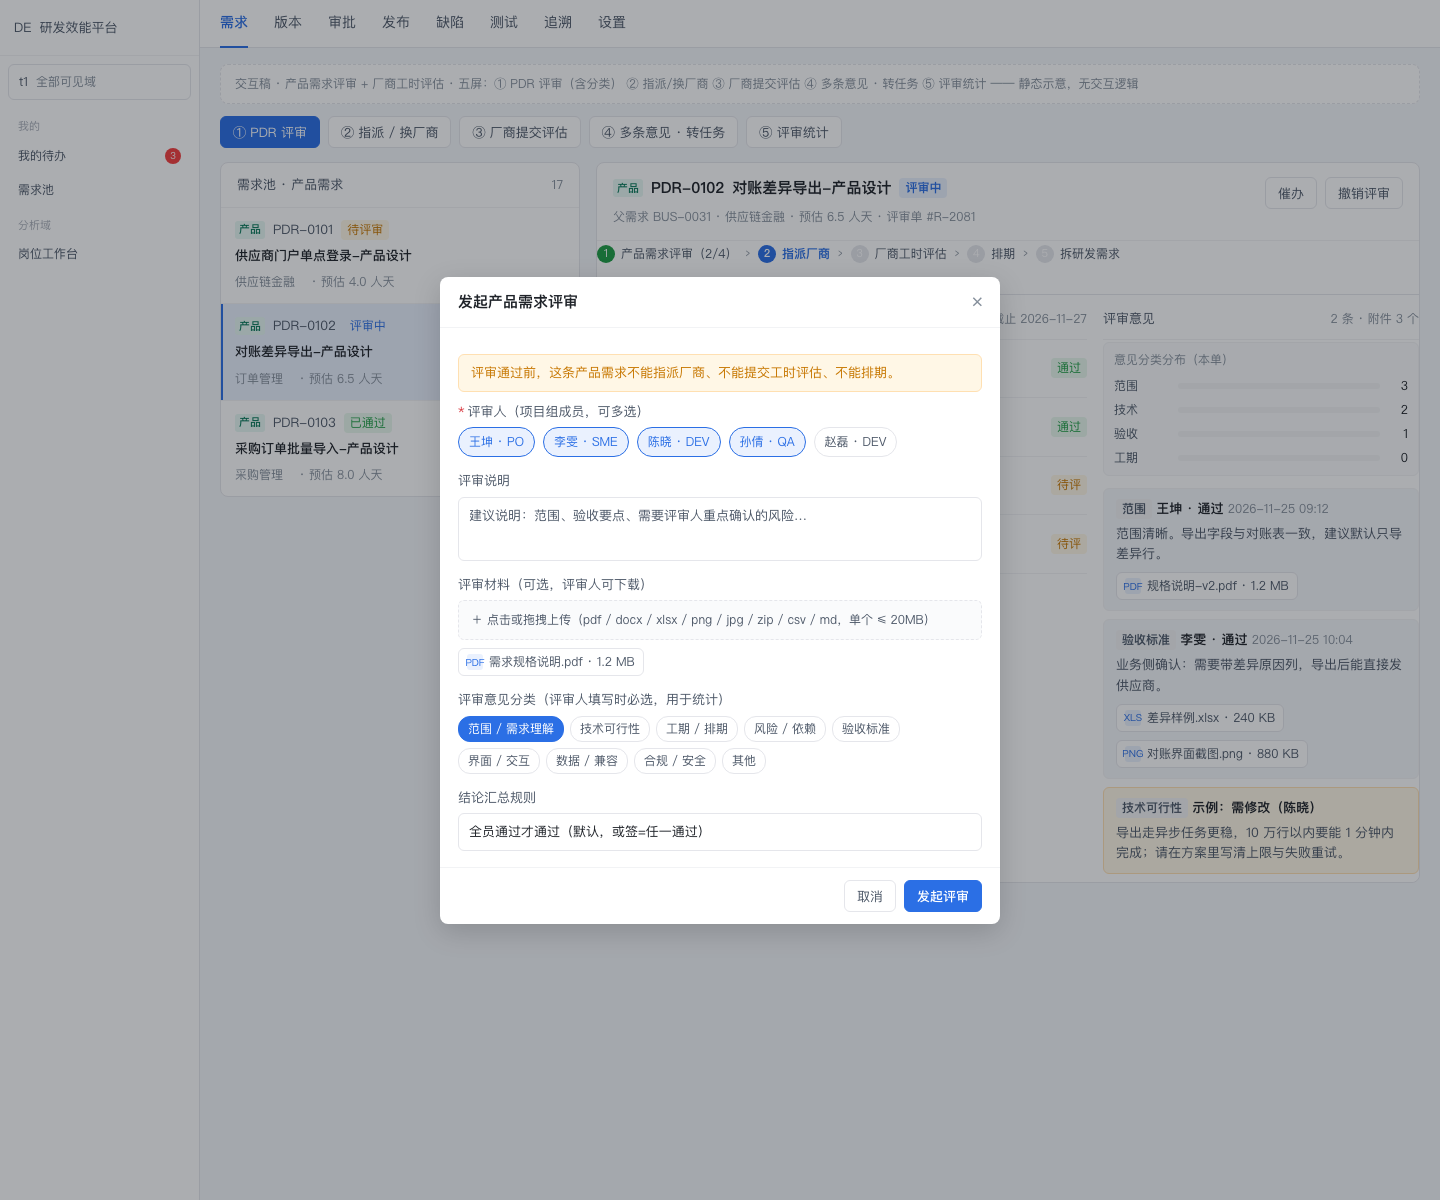 DE 研发效能平台
t1 全部可见域
我的
我的待办 3
需求池
分析域
岗位工作台
需求 版本 审批 发布 缺陷 测试 追溯 设置
交互稿 · 产品需求评审 + 厂商工时评估 · 五屏：① PDR 评审（含分类） ② 指派/换厂商 ③ 厂商提交评估 ④ 多条意见 · 转任务 ⑤ 评审统计 —— 静态示意，无交互逻辑
① PDR 评审 ② 指派 / 换厂商 ③ 厂商提交评估 ④ 多条意见 · 转任务 ⑤ 评审统计
需求池 · 产品需求 17
产品 PDR-0101 待评审
供应商门户单点登录-产品设计
供应链金融 · 预估 4.0 人天
产品 PDR-0102 评审中
对账差异导出-产品设计
订单管理 · 预估 6.5 人天
产品 PDR-0103 已通过
采购订单批量导入-产品设计
采购管理 · 预估 8.0 人天
产品 PDR-0102 对账差异导出-产品设计 评审中
催办 撤销评审
父需求 BUS-0031 · 供应链金融 · 预估 6.5 人天 · 评审单 #R-2081
1 产品需求评审（2/4） › 2 指派厂商 › 3 厂商工时评估 › 4 排期 › 5 拆研发需求
止 2026-11-27
通过
通过
待评
待评
评审意见 2 条 · 附件 3 个
意见分类分布（本单）
范围 3
技术 2
验收 1
工期 0
范围 王坤 · 通过 2026-11-25 09:12
范围清晰。导出字段与对账表一致，建议默认只导
差异行。
PDF 规格说明-v2.pdf · 1.2 MB
验收标准 李雯 · 通过 2026-11-25 10:04
业务侧确认：需要带差异原因列，导出后能直接发
供应商。
XLS 差异样例.xlsx · 240 KB
PNG 对账界面截图.png · 880 KB
技术可行性 示例：需修改（陈晓）
导出走异步任务更稳，10 万行以内要能 1 分钟内
完成；请在方案里写清上限与失败重试。
发起产品需求评审 ✕
评审通过前，这条产品需求不能指派厂商、不能提交工时评估、不能排期。
* 评审人（项目组成员，可多选）
王坤 · PO 李雯 · SME 陈晓 · DEV 孙倩 · QA 赵磊 · DEV
评审说明
建议说明：范围、验收要点、需要评审人重点确认的风险…
评审材料（可选，评审人可下载）
＋ 点击或拖拽上传（pdf / docx / xlsx / png / jpg / zip / csv / md，单个 ≤ 20MB）
PDF 需求规格说明.pdf · 1.2 MB
评审意见分类（评审人填写时必选，用于统计）
范围 / 需求理解 技术可行性 工期 / 排期 风险 / 依赖 验收标准
界面 / 交互 数据 / 兼容 合规 / 安全 其他
结论汇总规则
全员通过才通过（默认，或签=任一通过）
取消 发起评审